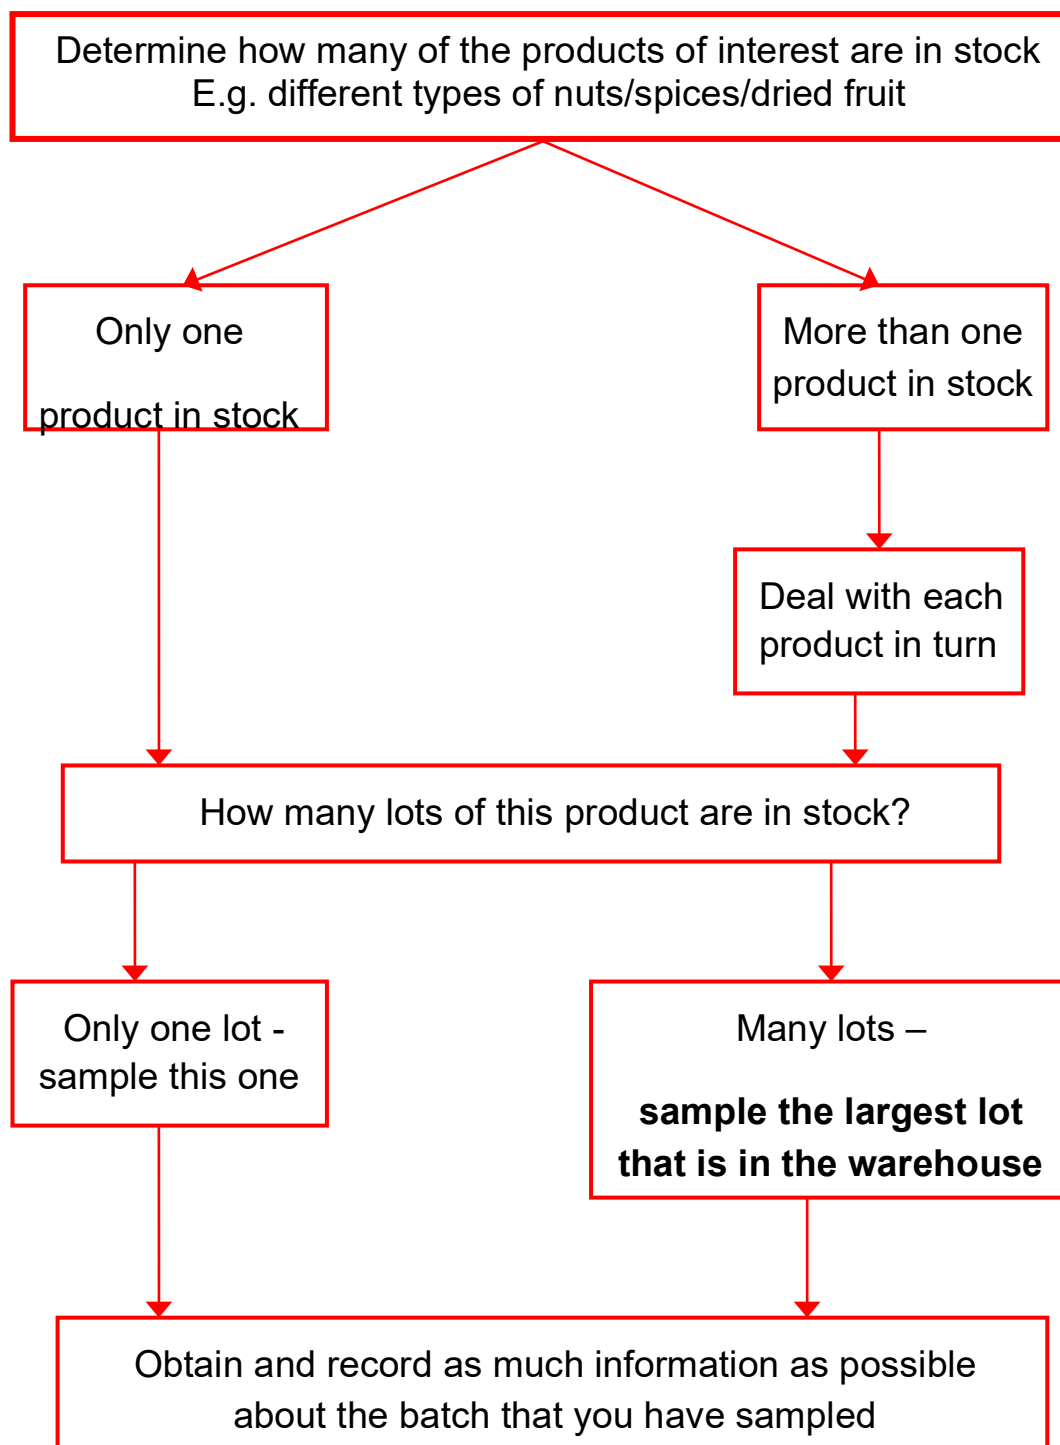 Determine how many of the products of interest are in stock
E.g. different types of nuts/spices/dried fruit
Only one
product in stock
More than one
product in stock
Deal with each
product in turn
How many lots of this product are in stock?
Only one lot -
sample this one
Many lots –
sample the largest lot
that is in the warehouse
Obtain and record as much information as possible
about the batch that you have sampled